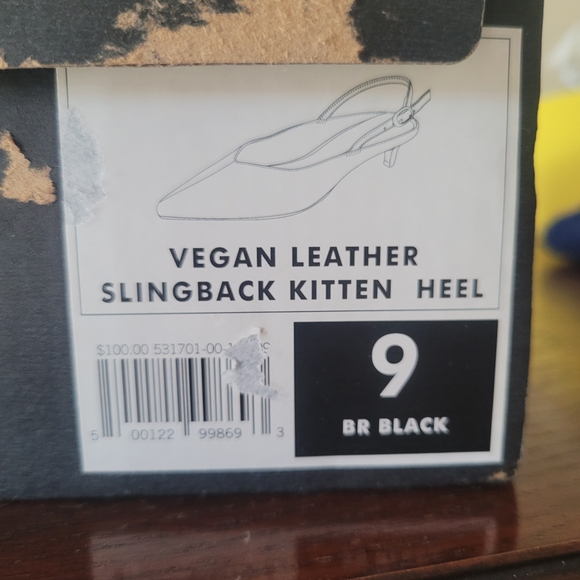 VEGAN LEATHER
SLINGBACK KITTEN HEEL
$100.00 531701-00-
9
BR BLACK
5 00122 99869 3